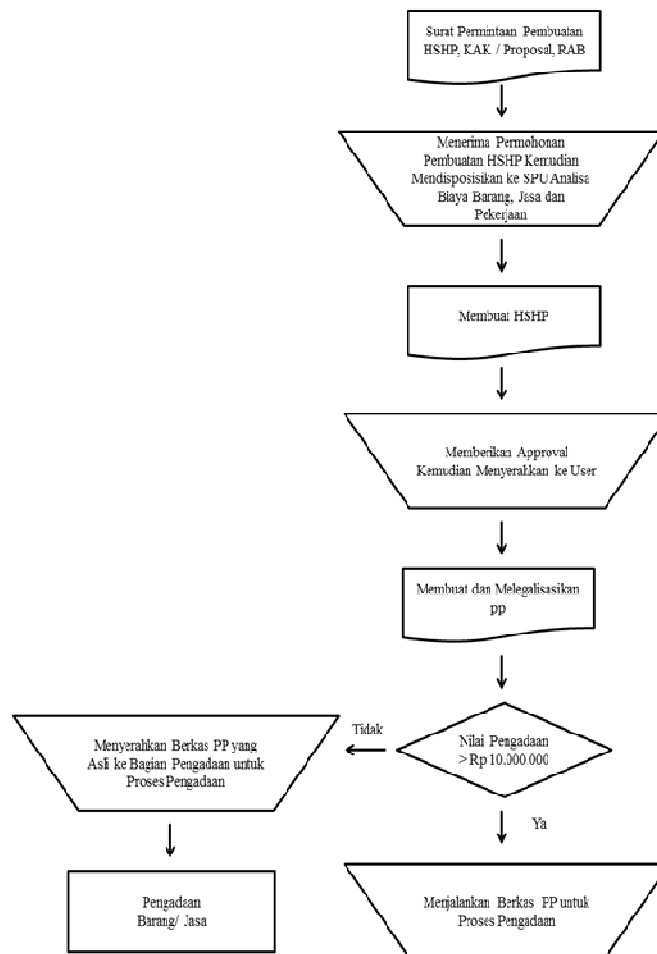 Surat Permintaan Pembuatan
HSHP, KAK / Proposal, RAB
Menerima Permohonan
Pembuatan HSHP Kemudian
Mendisposisikan ke SPU Analisa
Biaya Barang, Jasa dan
Pekerjaan
Membuat HSHP
Memberikan Approval
Kemudian Menyerahkan ke User
Membuat dan Melegalisasikan
pp
Nilai Pengadaan
> Rp 10.000.000
Tidak
Menyerahkan Berkas PP yang
Asli ke Bagian Pengadaan untuk
Proses Pengadaan
Ya
Pengadaan
Barang/ Jasa
Menjalankan Berkas PP untuk
Proses Pengadaan